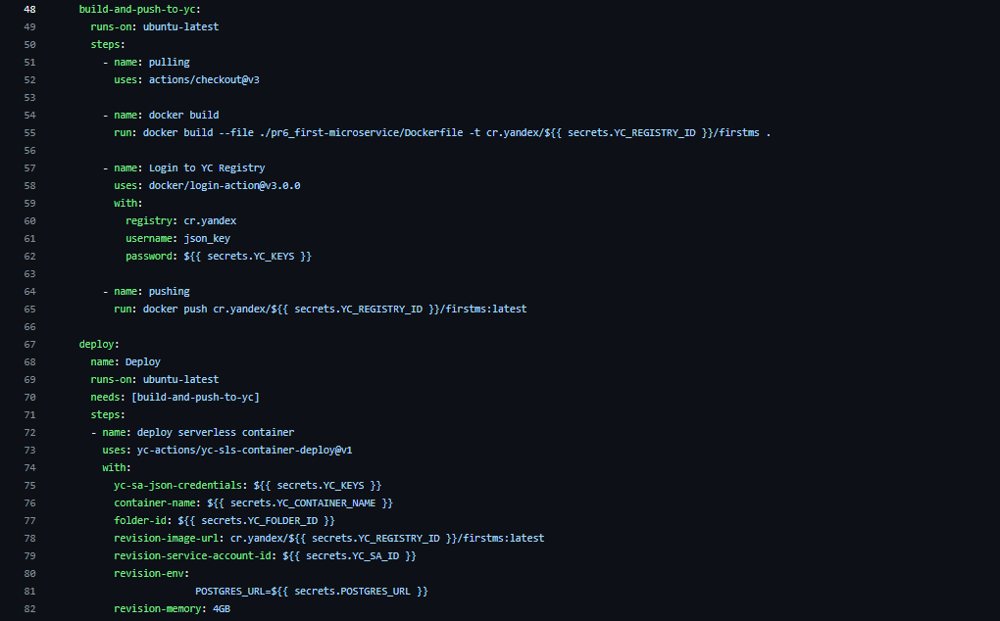 48 build-and-push-to-yc:
49 runs-on: ubuntu-latest
50 steps:
51 - name: pulling
52 uses: actions/checkout@v3
53
54 - name: docker build
55 run: docker build --file ./pr6_first-microservice/Dockerfile -t cr.yandex/${{ secrets.YC_REGISTRY_ID }}/firstms .
56
57 - name: Login to YC Registry
58 uses: docker/login-action@v3.0.0
59 with:
60 registry: cr.yandex
61 username: json_key
62 password: ${{ secrets.YC_KEYS }}
63
64 - name: pushing
65 run: docker push cr.yandex/${{ secrets.YC_REGISTRY_ID }}/firstms:latest
66
67 deploy:
68 name: Deploy
69 runs-on: ubuntu-latest
70 needs: [build-and-push-to-yc]
71 steps:
72 - name: deploy serverless container
73 uses: yc-actions/yc-sls-container-deploy@v1
74 with:
75 yc-sa-json-credentials: ${{ secrets.YC_KEYS }}
76 container-name: ${{ secrets.YC_CONTAINER_NAME }}
77 folder-id: ${{ secrets.YC_FOLDER_ID }}
78 revision-image-url: cr.yandex/${{ secrets.YC_REGISTRY_ID }}/firstms:latest
79 revision-service-account-id: ${{ secrets.YC_SA_ID }}
80 revision-env:
81 POSTGRES_URL=${{ secrets.POSTGRES_URL }}
82 revision-memory: 4GB